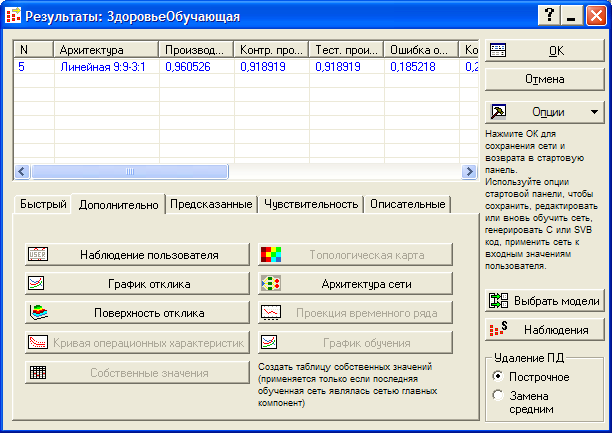 Результаты: ЗдоровьеОбучающая
N Архитектура Производ... Контр. про... Тест. прои... Ошибка о... Ко
5 Линейная 9:9-3:1 0,960526 0,918919 0,918919 0,185218
OK
Отмена
Опции
Нажмите ОК для
сохранения сети и
возврата в стартовую
панель.
Используйте опции
стартовой панели, чтобы
сохранить, редактировать
или вновь обучить сеть,
генерировать С или SVB
код, применить сеть к
входным значениям
пользователя.
Быстрый Дополнительно Предсказанные Чувствительность Описательные
USER Наблюдение пользователя Топологическая карта
График отклика Архитектура сети
Поверхность отклика Проекция временного ряда
Кривая операционных характеристик График обучения
Собственные значения
Создать таблицу собственных значений
(применяется только если последняя
обученная сеть являлась сетью главных
компонент)
Выбрать модели
S Наблюдения
Удаление ПД
Построчное
Замена
средним